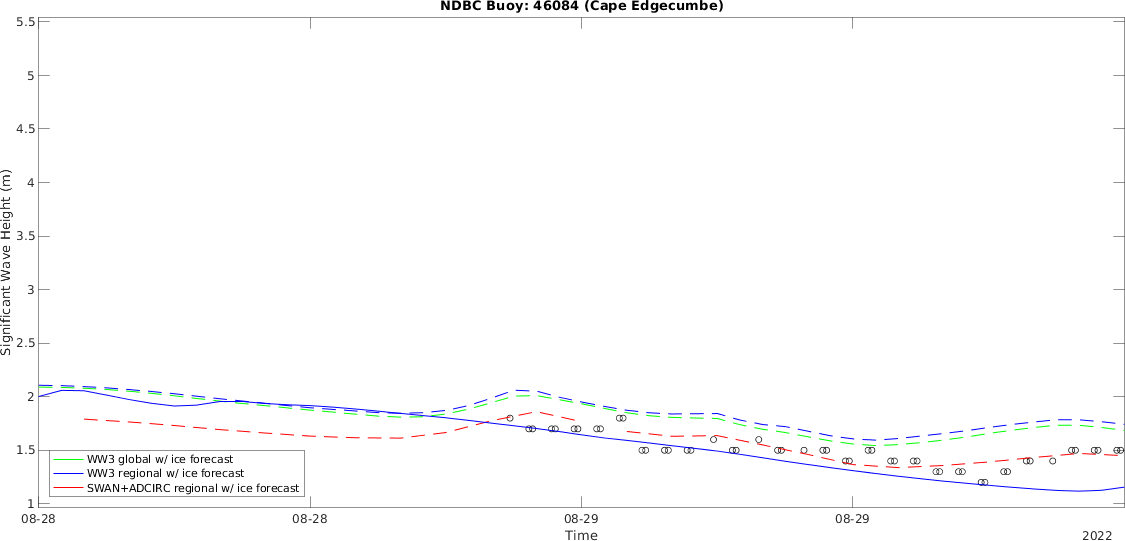 NDBC Buoy: 46084 (Cape Edgecumbe)
5.5
5
4.5
4
3.5
3
2.5
2
1.5
1
Significant Wave Height (m)
WW3 global w/ ice forecast
WW3 regional w/ ice forecast
SWAN+ADCIRC regional w/ ice forecast
08-28
08-28
08-29
08-29
Time
2022